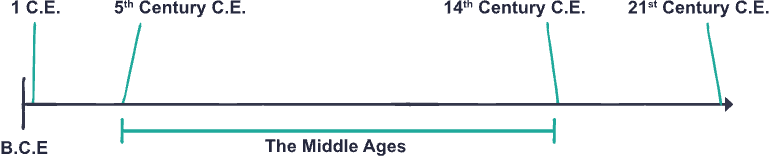 1 C.E.
5th Century C.E.
14th Century C.E.
21st Century C.E.
B.C.E
The Middle Ages